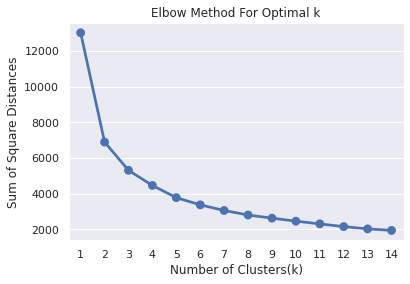 Elbow Method For Optimal k
Sum of Square Distances
12000
10000
8000
6000
4000
2000
1 2 3 4 5 6 7 8 9 10 11 12 13 14
Number of Clusters(k)